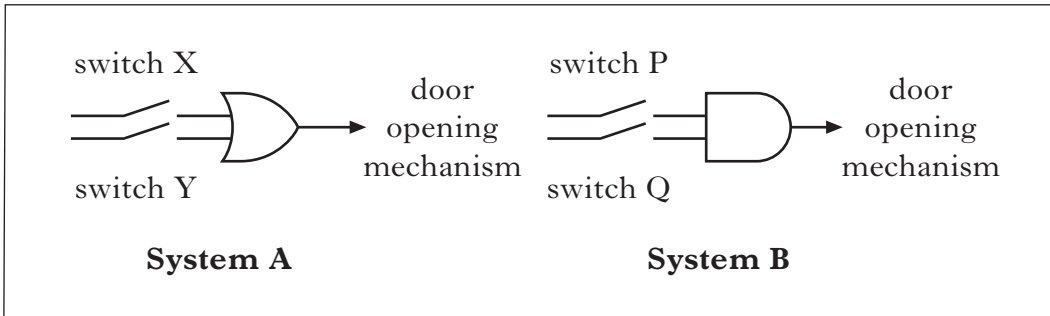 switch X
door
opening
mechanism
switch Y
System A
switch P
door
opening
mechanism
switch Q
System B